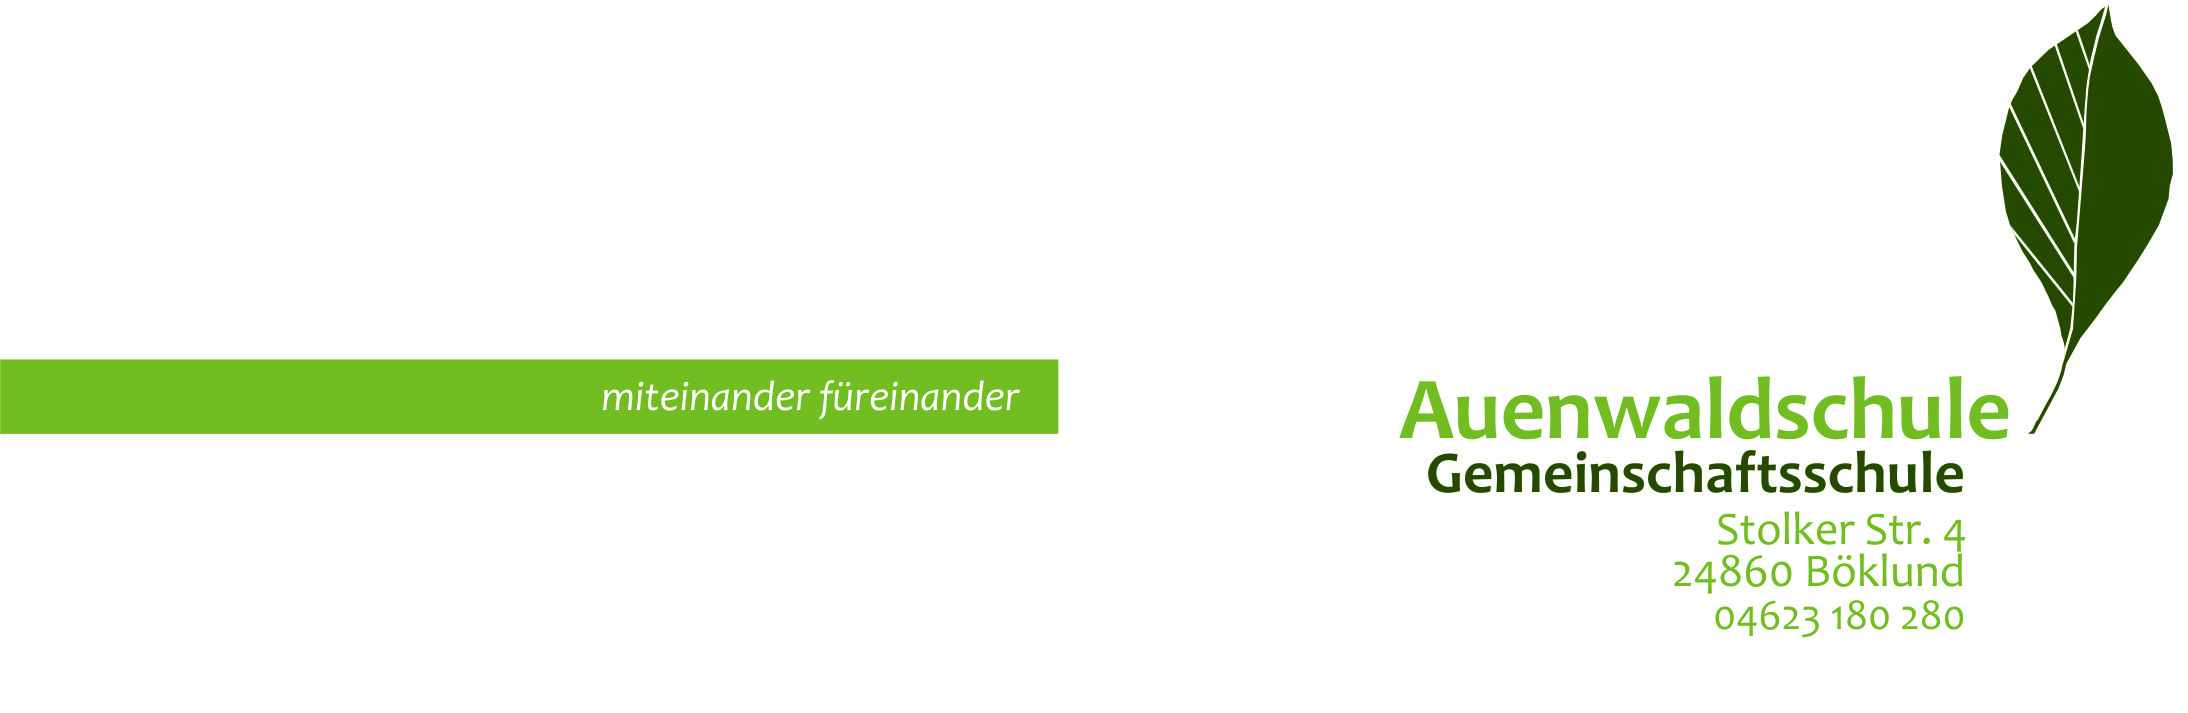 miteinander füreinander
Auenwaldschule
Gemeinschaftsschule
Stolker Str. 4
24860 Böklund
04623 180 280